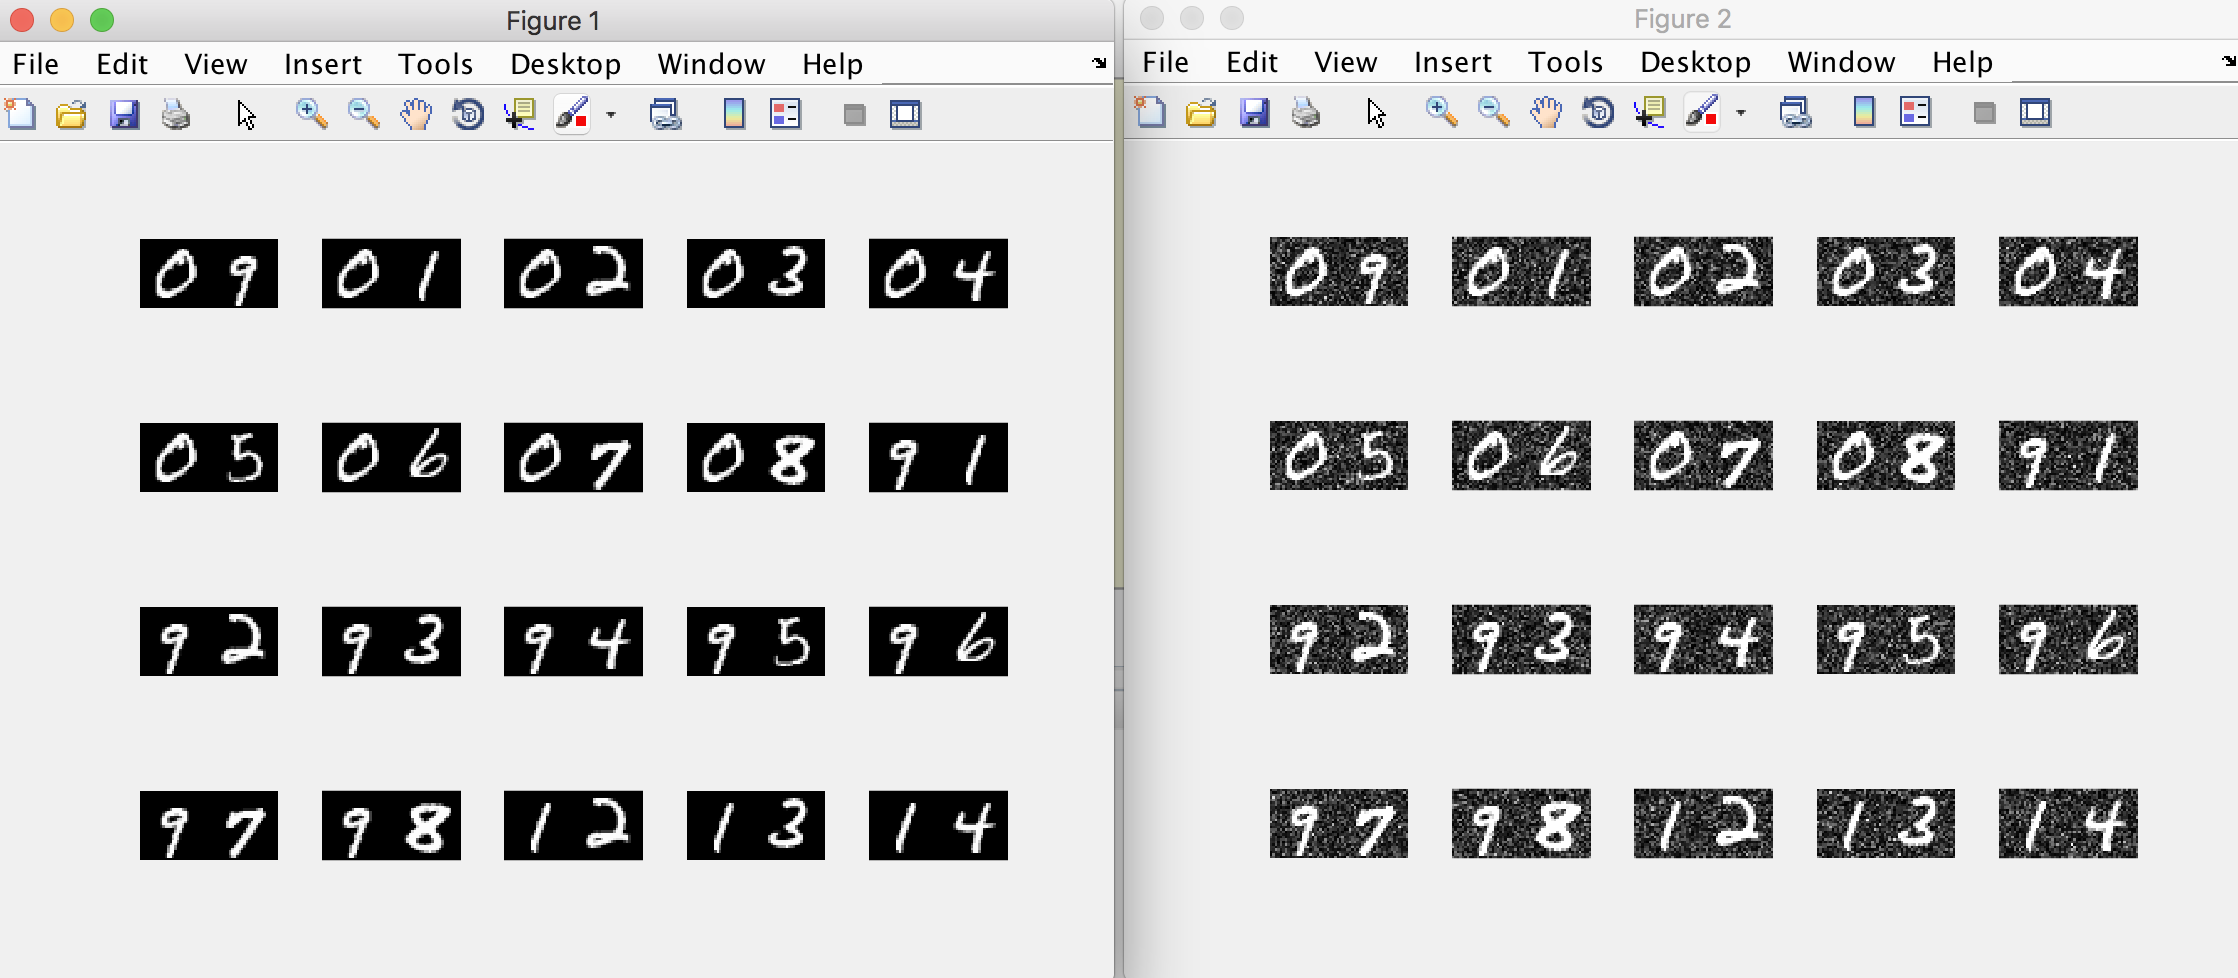 Figure 1
File Edit View Insert Tools Desktop Window Help
0 9 0 1 0 2 0 3 0 4
0 5 0 6 0 7 0 8 9 1
9 2 9 3 9 4 9 5 9 6
9 7 9 8 1 2 1 3 1 4
Figure 2
File Edit View Insert Tools Desktop Window Help
0 9 0 1 0 2 0 3 0 4
0 5 0 6 0 7 0 8 9 1
9 2 9 3 9 4 9 5 9 6
9 7 9 8 1 2 1 3 1 4